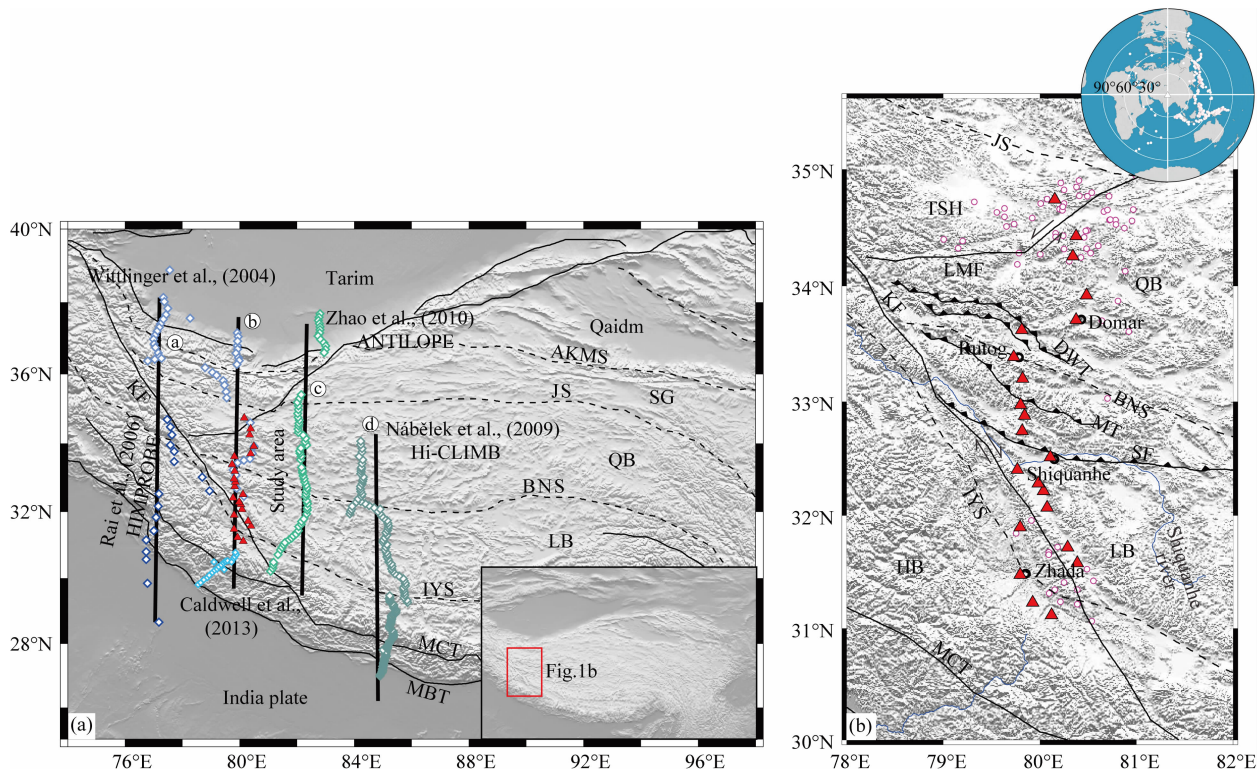 90°60°30°
40°N
36°N
32°N
28°N
76°E
80°E
84°E
88°E
92°E
96°E
Wittlinger et al., (2004)
Tarim
ⓑ
Zhao et al., (2010)
ANTILOPE
Qaidm
ⓐ
AKMS
KF
ⓒ
JS
SG
ⓓ
Nábělek et al., (2009)
Hi-CLIMB
Rai et al., (2006)
HIMPROBE
Study area
QB
BNS
LB
IYS
Caldwell et al.,
(2013)
MCT
MBT
India plate
Fig.1b
(a)
35°N
34°N
33°N
32°N
31°N
30°N
78°E
79°E
80°E
81°E
82°E
JS
TSH
LMF
QB
KF
Domar
Rutog
DWT
BNS
MT
SF
Shiquanhe
IYS
Shiquanhe
river
HB
LB
Zhada
MCT
(b)